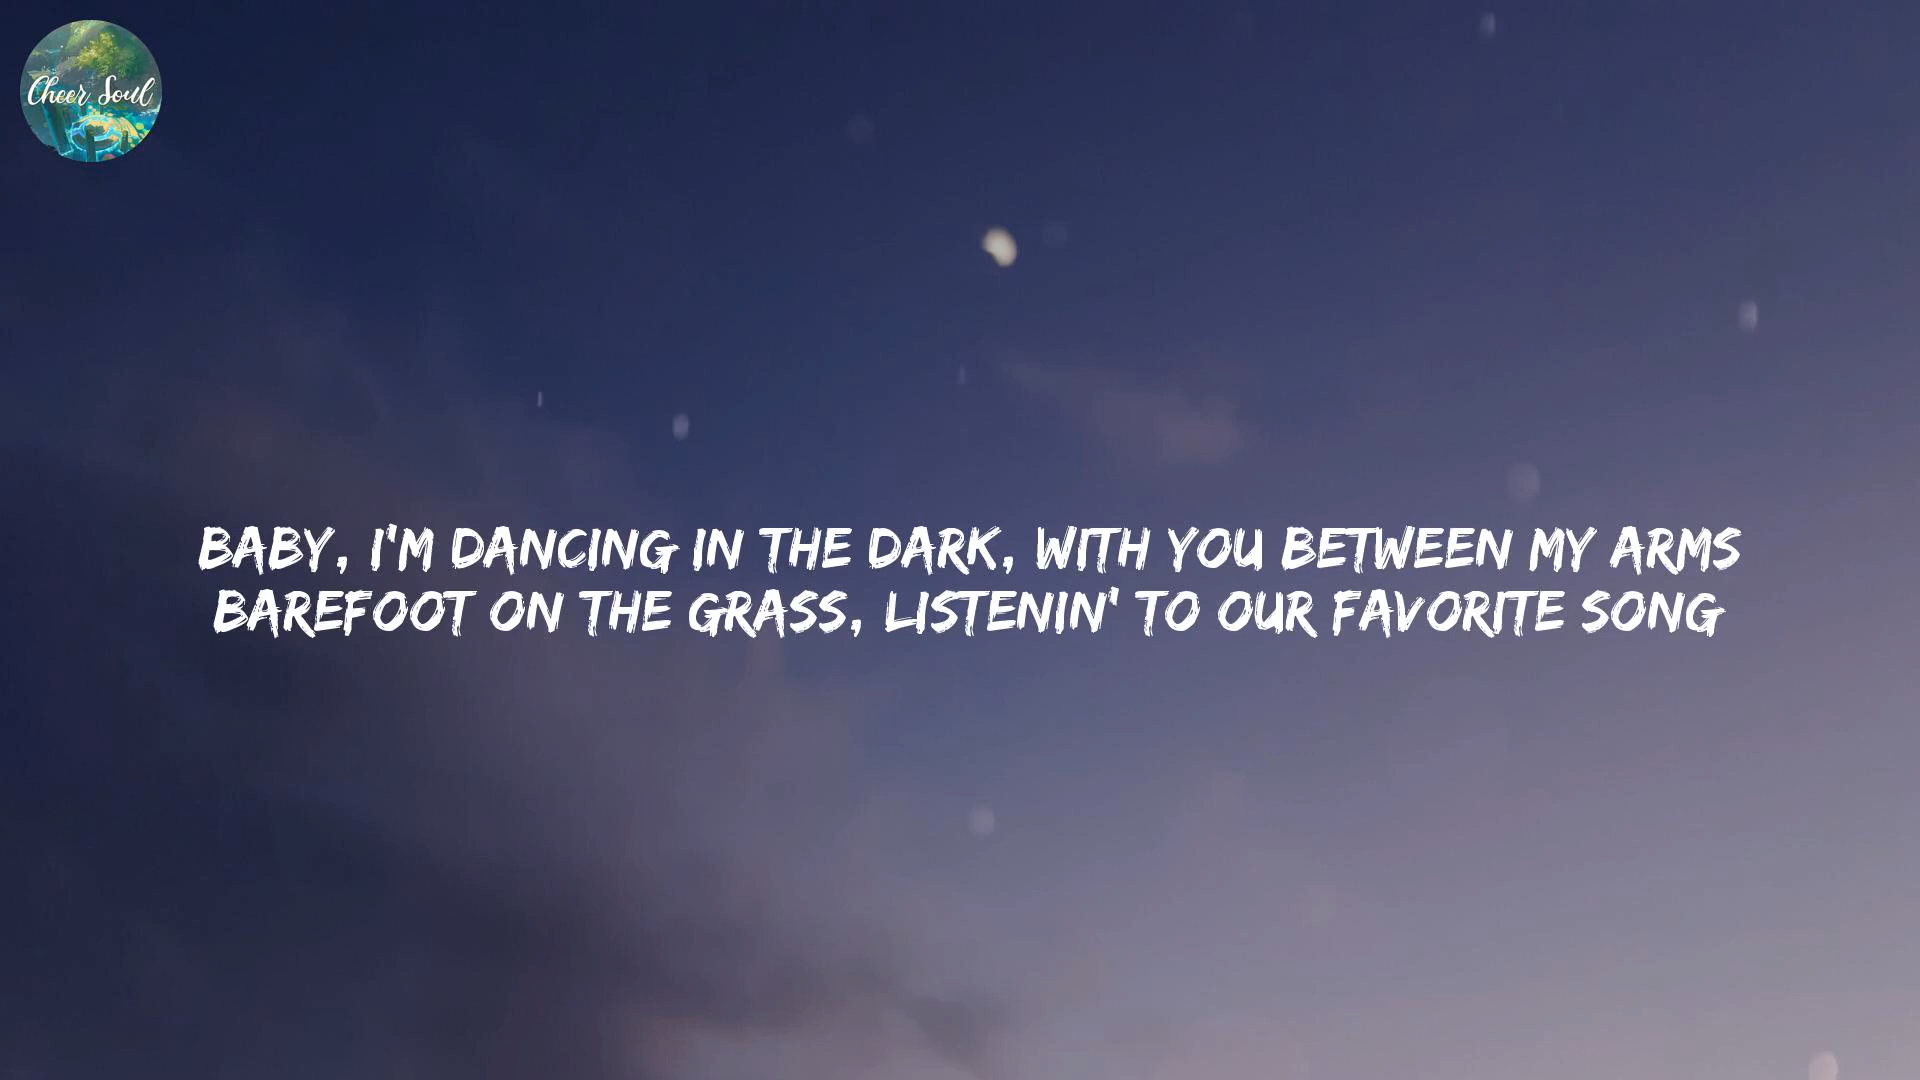 Cheer Soul
BABY, I'M DANCING IN THE DARK, WITH YOU BETWEEN MY ARMS
BAREFOOT ON THE GRASS, LISTENIN' TO OUR FAVORITE SONG